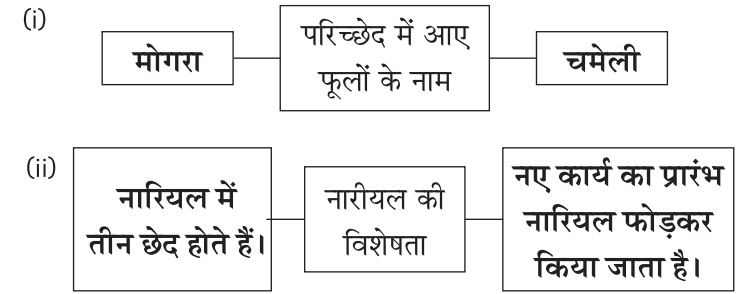 (i)
मोगरा
परिच्छेद में आए
फूलों के नाम
चमेली
(ii)
नारियल में
तीन छेद होते हैं।
नारीयल की
विशेषता
नए कार्य का प्रारंभ
नारियल फोड़कर
किया जाता है।